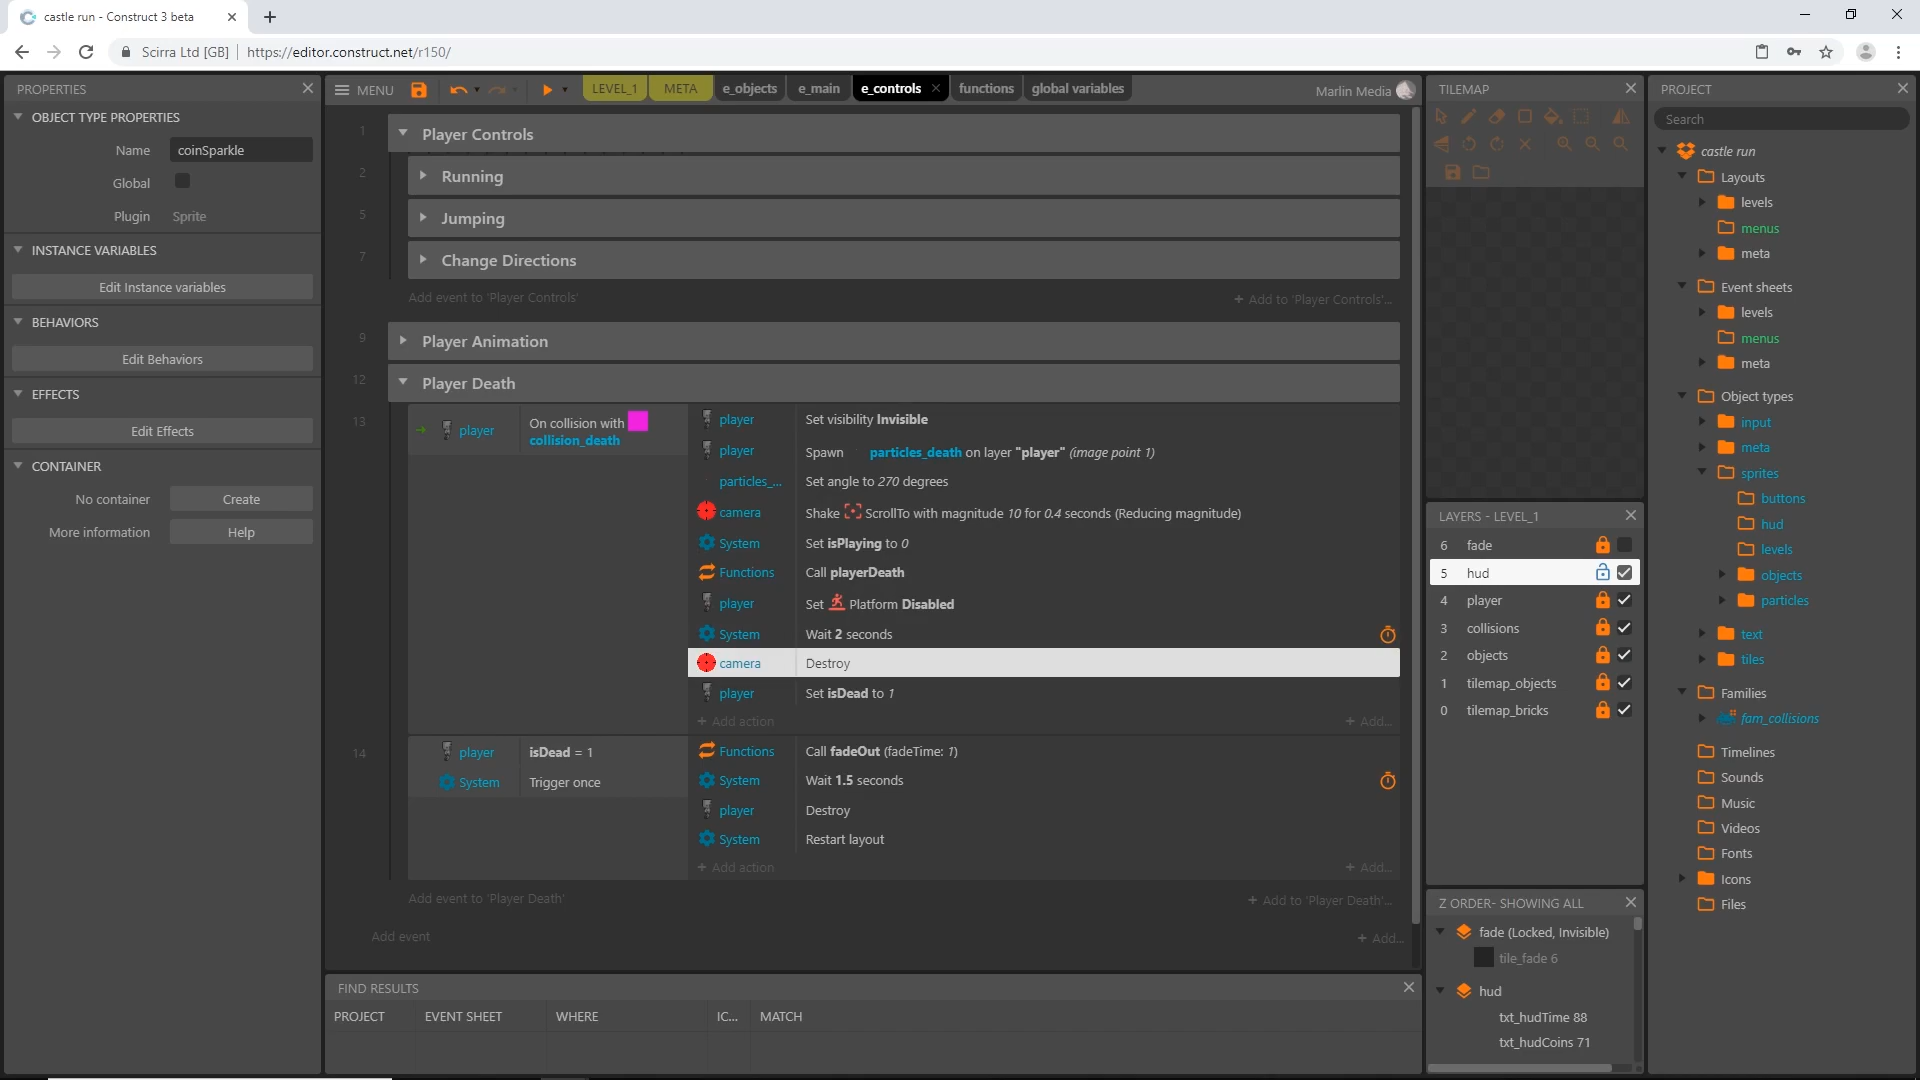 castle run - Construct 3 beta
Scirra Ltd [GB] https://editor.construct.net/r150/
PROPERTIES
OBJECT TYPE PROPERTIES
Name coinSparkle
Global
Plugin Sprite
INSTANCE VARIABLES
Edit Instance variables
BEHAVIORS
Edit Behaviors
EFFECTS
Edit Effects
CONTAINER
No container Create
More information Help
MENU LEVEL_1 META e_objects e_main e_controls functions global variables Marlin Media
1 Player Controls
2 Running
5 Jumping
7 Change Directions
Add event to 'Player Controls' + Add to 'Player Controls'...
9 Player Animation
12 Player Death
13 player On collision with collision_death
player Set visibility Invisible
player Spawn particles_death on layer "player" (image point 1)
particles_... Set angle to 270 degrees
camera Shake ScrollTo with magnitude 10 for 0.4 seconds (Reducing magnitude)
System Set isPlaying to 0
Functions Call playerDeath
player Set Platform Disabled
System Wait 2 seconds
camera Destroy
player Set isDead to 1
+ Add action + Add...
14 player isDead = 1
System Trigger once
Functions Call fadeOut (fadeTime: 1)
System Wait 1.5 seconds
player Destroy
System Restart layout
+ Add action + Add...
Add event to 'Player Death' + Add to 'Player Death'...
Add event + Add...
FIND RESULTS
PROJECT EVENT SHEET WHERE IC... MATCH
TILEMAP
LAYERS - LEVEL_1
6 fade
5 hud
4 player
3 collisions
2 objects
1 tilemap_objects
0 tilemap_bricks
Z ORDER- SHOWING ALL
fade (Locked, Invisible)
tile_fade 6
hud
txt_hudTime 88
txt_hudCoins 71
PROJECT
Search
castle run
Layouts
levels
menus
meta
Event sheets
levels
menus
meta
Object types
input
meta
sprites
buttons
hud
levels
objects
particles
text
tiles
Families
fam_collisions
Timelines
Sounds
Music
Videos
Fonts
Icons
Files